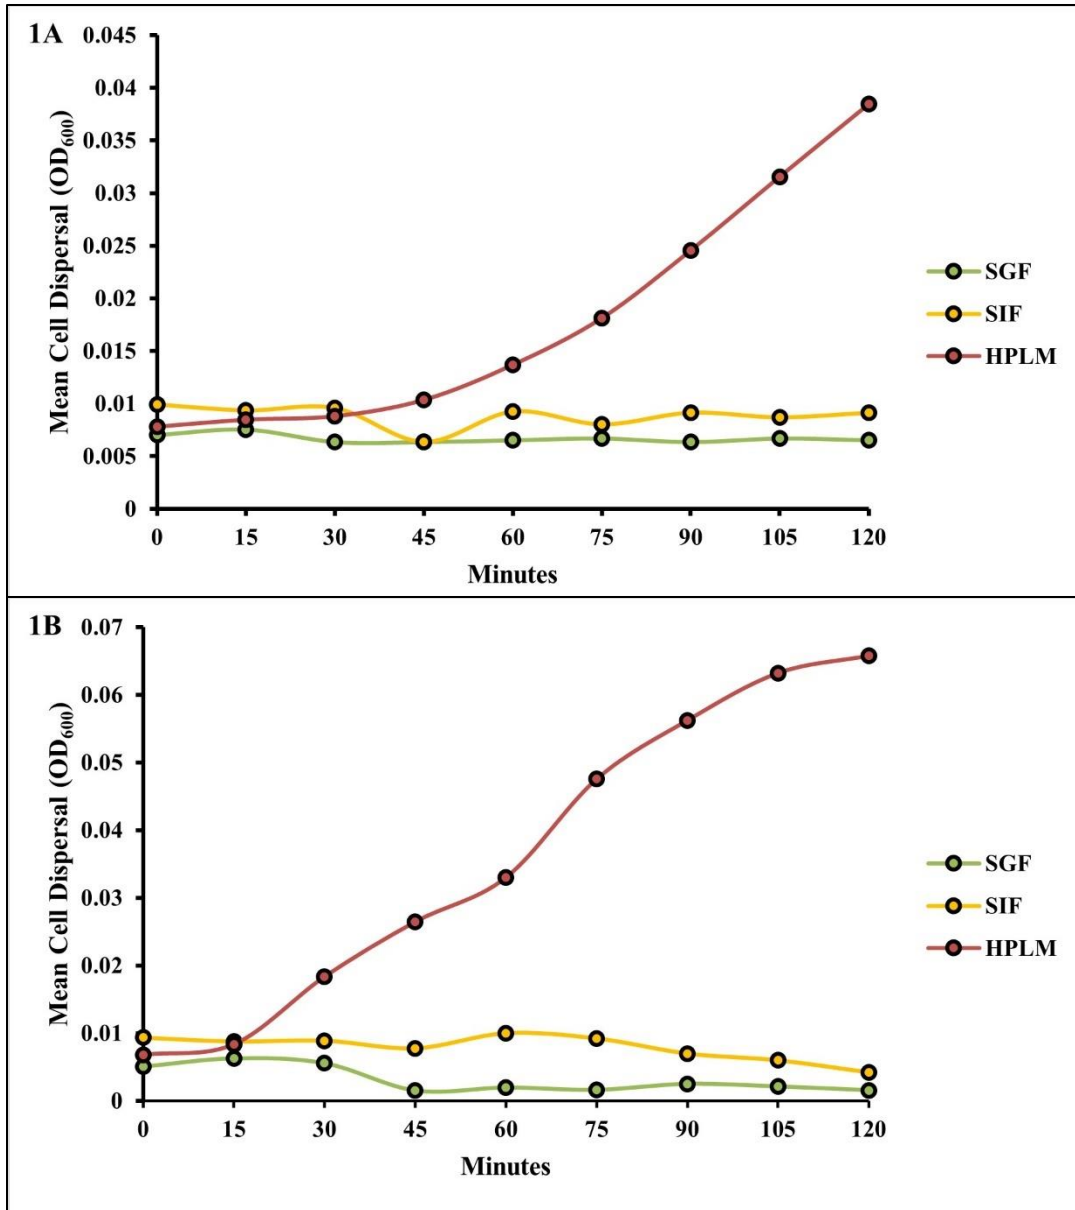 1A
Mean Cell Dispersal (OD600)
0.045
0.04
0.035
0.03
0.025
0.02
0.015
0.01
0.005
0
0 15 30 45 60 75 90 105 120
Minutes
SGF
SIF
HPLM
1B
Mean Cell Dispersal (OD600)
0.07
0.06
0.05
0.04
0.03
0.02
0.01
0
0 15 30 45 60 75 90 105 120
Minutes
SGF
SIF
HPLM